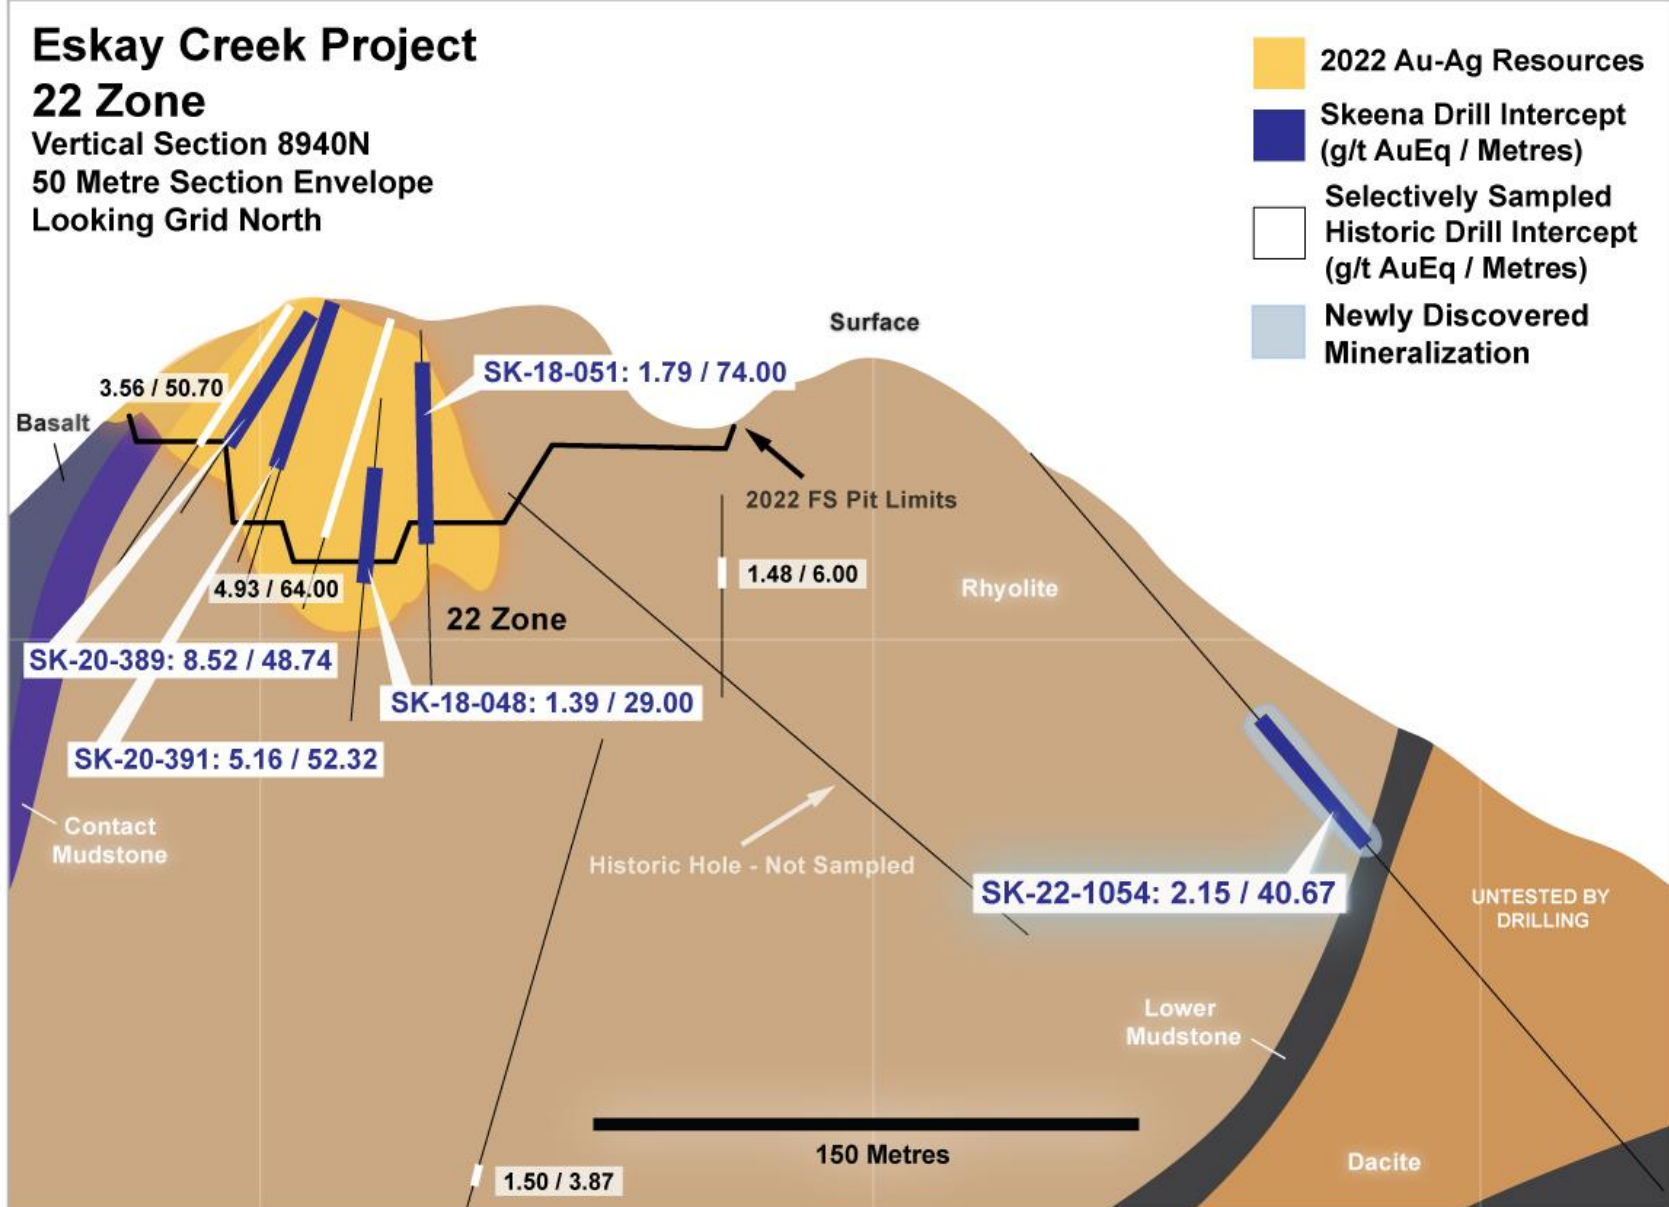 Eskay Creek Project
22 Zone
Vertical Section 8940N
50 Metre Section Envelope
Looking Grid North
2022 Au-Ag Resources
Skeena Drill Intercept
(g/t AuEq / Metres)
Selectively Sampled
Historic Drill Intercept
(g/t AuEq / Metres)
Newly Discovered
Mineralization
Surface
SK-18-051: 1.79 / 74.00
3.56 / 50.70
Basalt
2022 FS Pit Limits
1.48 / 6.00
Rhyolite
4.93 / 64.00
22 Zone
SK-20-389: 8.52 / 48.74
SK-18-048: 1.39 / 29.00
SK-20-391: 5.16 / 52.32
Contact
Mudstone
Historic Hole - Not Sampled
SK-22-1054: 2.15 / 40.67
UNTESTED BY
DRILLING
Lower
Mudstone
150 Metres
Dacite
1.50 / 3.87